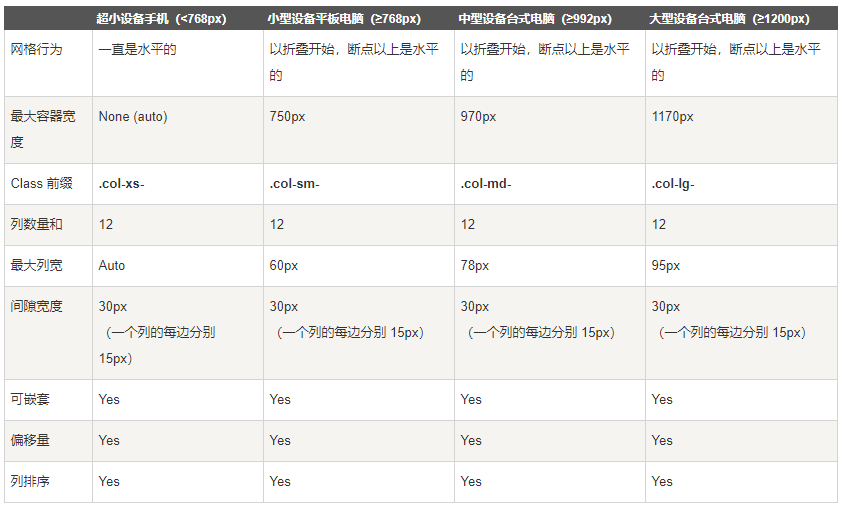 超小设备手机（<768px） 小型设备平板电脑（≥768px） 中型设备台式电脑（≥992px） 大型设备台式电脑（≥1200px）
网格行为 一直是水平的 以折叠开始，断点以上是水平的 以折叠开始，断点以上是水平的 以折叠开始，断点以上是水平的
最大容器宽度 None (auto) 750px 970px 1170px
Class 前缀 .col-xs- .col-sm- .col-md- .col-lg-
列数量和 12 12 12 12
最大列宽 Auto 60px 78px 95px
间隙宽度 30px 30px 30px 30px
（一个列的每边分别 15px） （一个列的每边分别 15px） （一个列的每边分别 15px） （一个列的每边分别 15px）
可嵌套 Yes Yes Yes Yes
偏移量 Yes Yes Yes Yes
列排序 Yes Yes Yes Yes